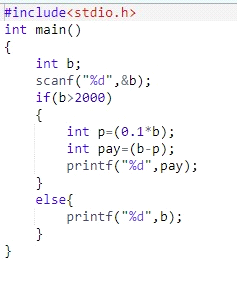 #include<stdio.h>
int main()
{
    int b;
    scanf("%d",&b);
    if(b>2000)
    {
        int p=(0.1*b);
        int pay=(b-p);
        printf("%d",pay);
    }
    else{
        printf("%d",b);
    }
}